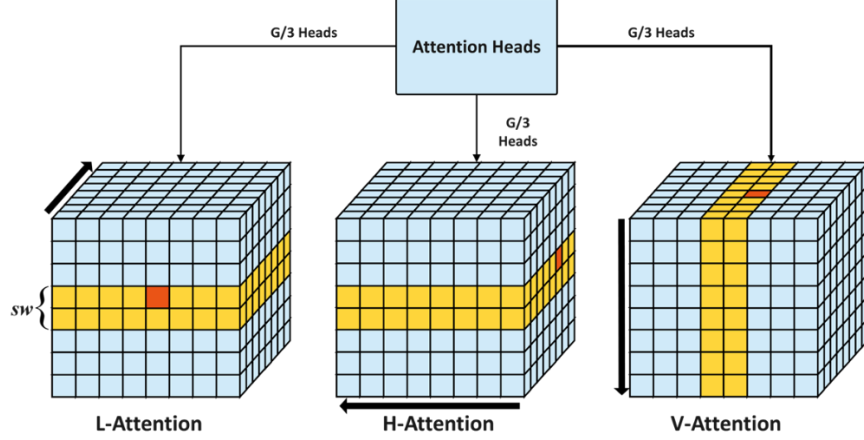 G/3 Heads
Attention Heads
G/3 Heads
G/3
Heads
sw
L-Attention
H-Attention
V-Attention